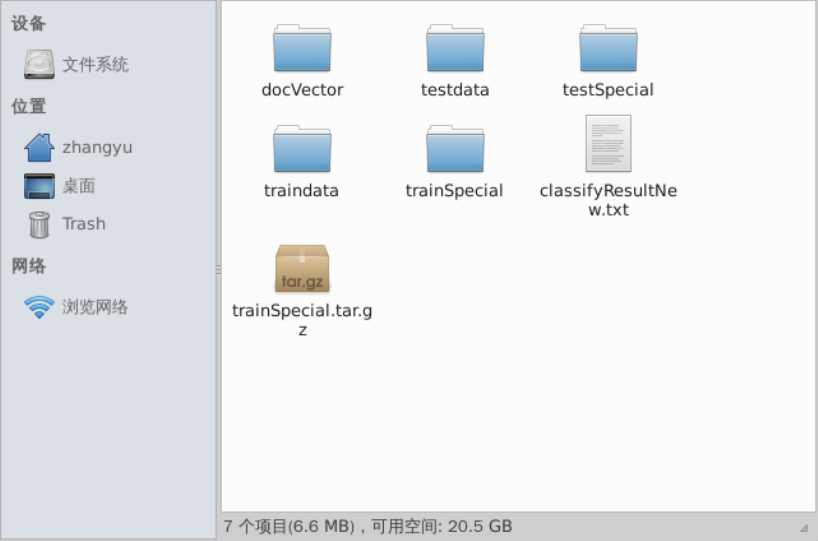 设备
文件系统
位置
zhangyu
桌面
Trash
网络
浏览网络
docVector
testdata
testSpecial
traindata
trainSpecial
classifyResultNe
w.txt
tar.gz
trainSpecial.tar.g
z
7 个项目(6.6 MB)，可用空间: 20.5 GB